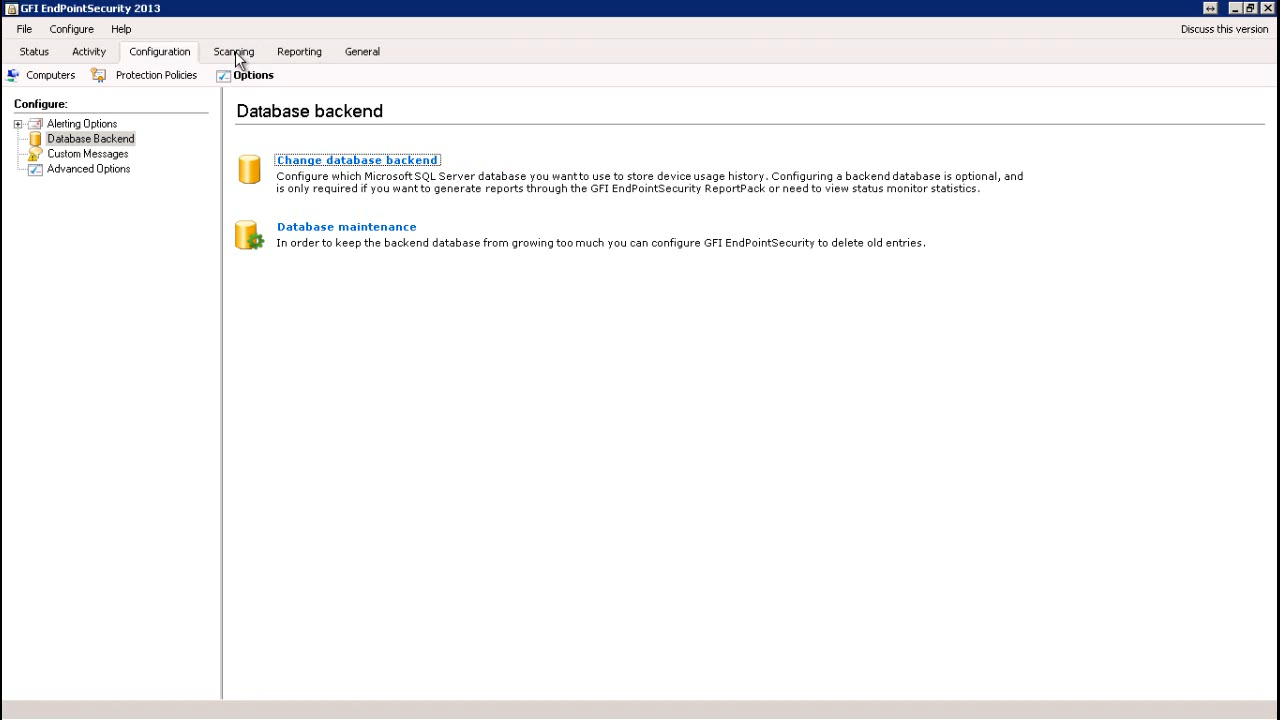 GFI EndPointSecurity 2013
File Configure Help Discuss this version
Status Activity Configuration Scanning Reporting General
Computers Protection Policies Options
Configure:
Alerting Options
Database Backend
Custom Messages
Advanced Options
Database backend
Change database backend
Configure which Microsoft SQL Server database you want to use to store device usage history. Configuring a backend database is optional, and
is only required if you want to generate reports through the GFI EndPointSecurity ReportPack or need to view status monitor statistics.
Database maintenance
In order to keep the backend database from growing too much you can configure GFI EndPointSecurity to delete old entries.